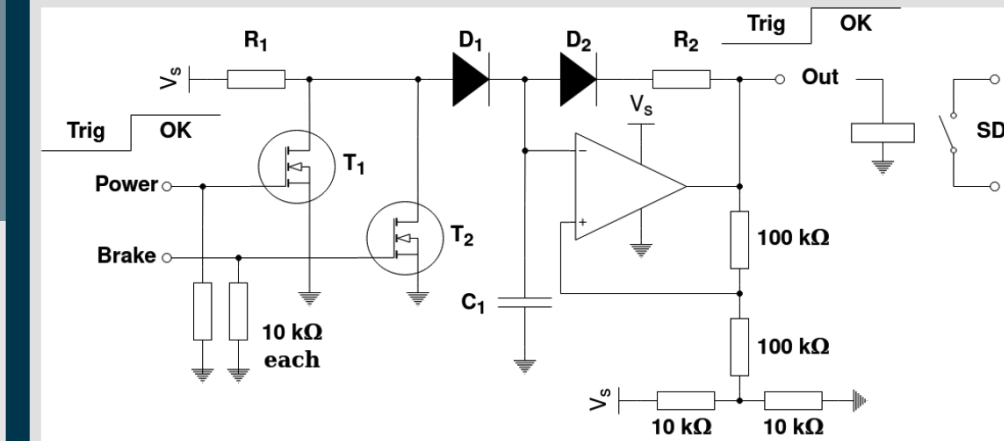 Trig OK
R1 D1 D2 R2
Vs
Out
Vs
Trig OK
SD
T1
Power
−
T2
+
Brake
100 kΩ
C1
10 kΩ
each
100 kΩ
Vs
10 kΩ 10 kΩ